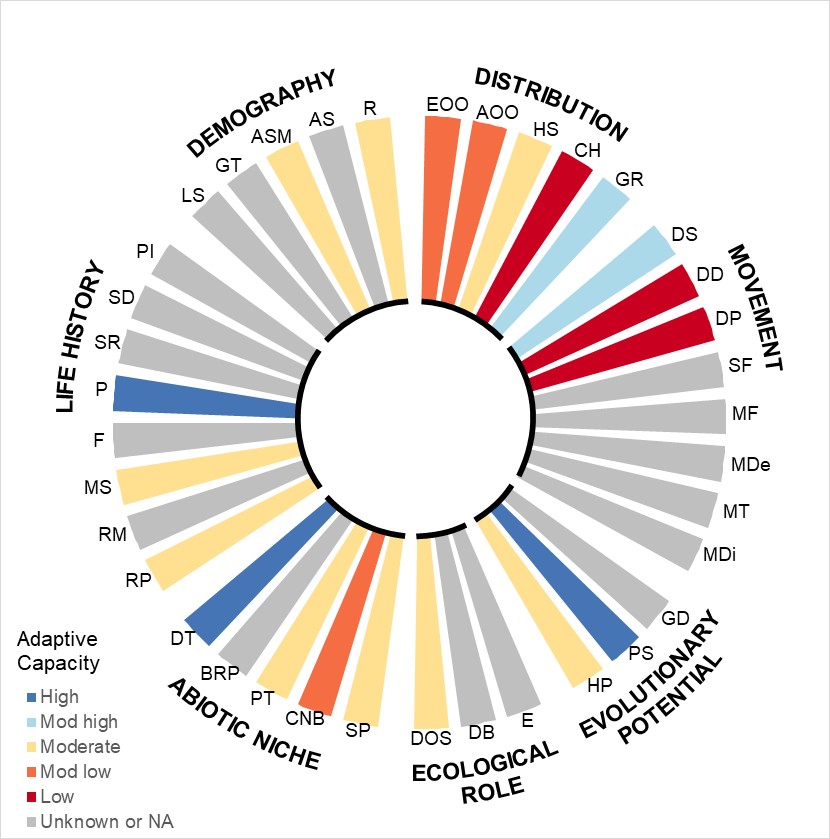 DEMOGRAPHY
DISTRIBUTION
R
EOO
AOO
HS
CH
GR
AS
ASM
GT
LS
MOVEMENT
DS
DD
DP
SF
MF
MDe
MT
MDi
LIFE HISTORY
PI
SD
SR
P
F
MS
RM
RP
EVOLUTIONARY
POTENTIAL
GD
PS
HP
ECOLOGICAL
ROLE
E
DB
DOS
ABIOTIC NICHE
SP
CNB
PT
BRP
DT
Adaptive
Capacity
High
Mod high
Moderate
Mod low
Low
Unknown or NA